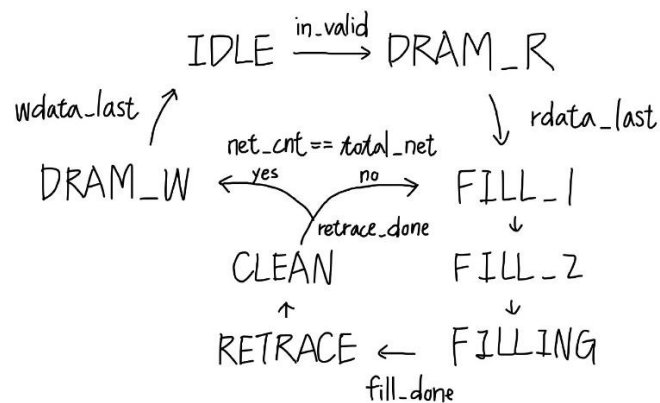 in_valid
IDLE DRAM_R
wdata_last rdata_last
net_cnt == total_net
DRAM_W yes no FILL_1
retrace_done
CLEAN FILL_2
RETRACE FILLING
fill_done